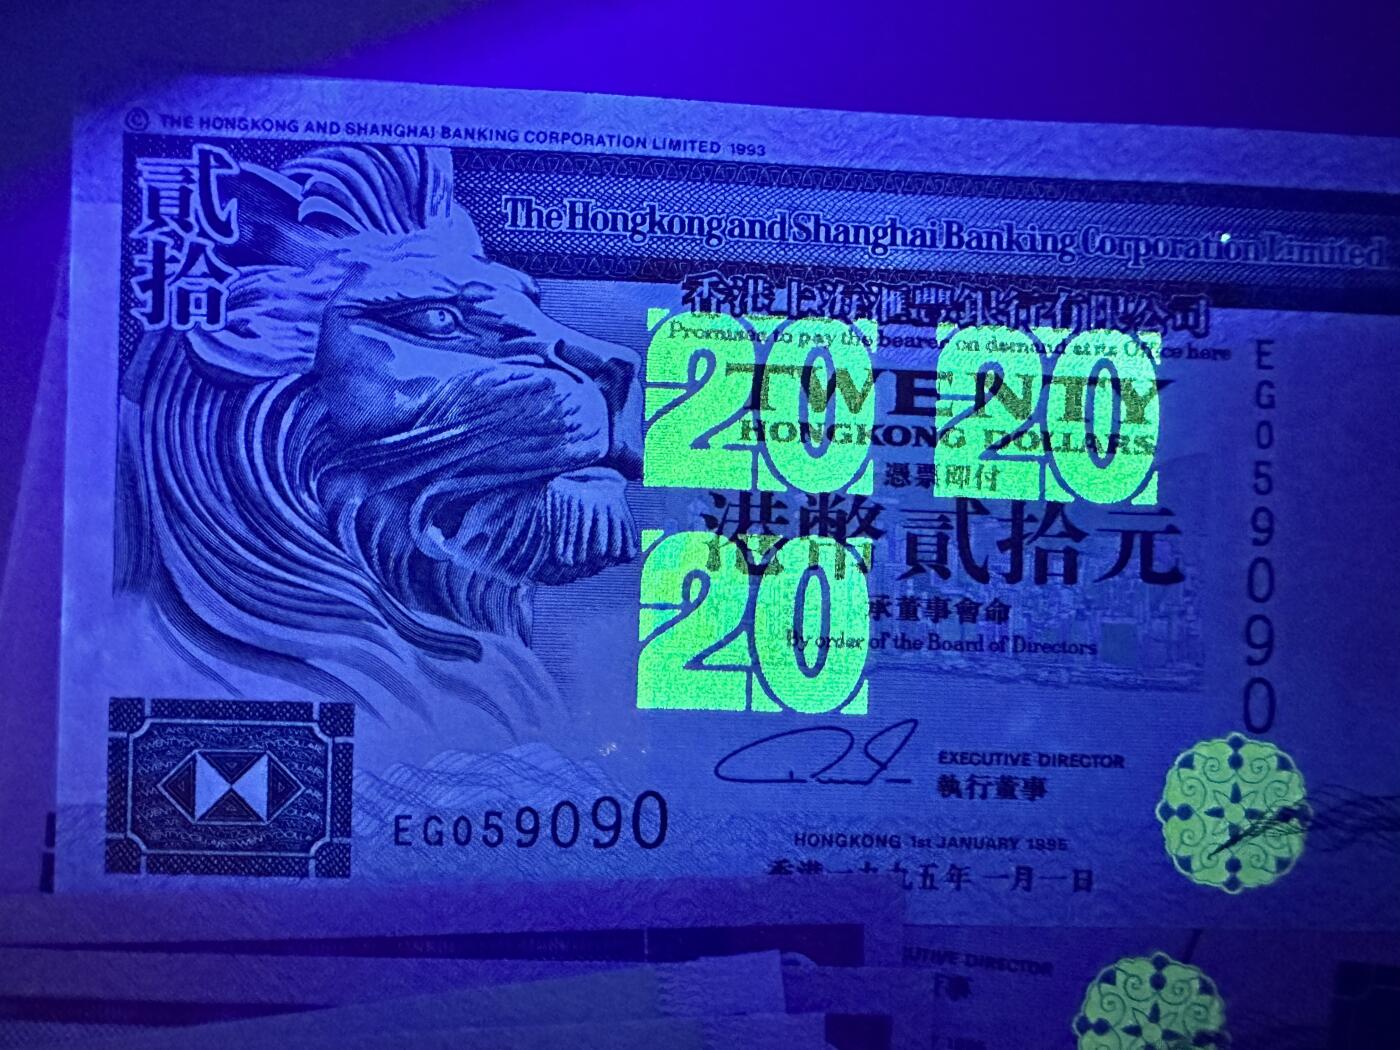 © THE HONGKONG AND SHANGHAI BANKING CORPORATION LIMITED 1993
貳拾
The Hongkong and Shanghai Banking Corporation Limited
香港上海滙豐銀行有限公司
Promises to pay the bearer on demand at its Office here
20 20
TWENTY
HONGKONG DOLLARS
憑票即付
港幣貳拾元
20
承董事會命
By order of the Board of Directors
EG059090
EXECUTIVE DIRECTOR
執行董事
EG059090
HONGKONG 1st JANUARY 1995
香港一九九五年一月一日
DIRECTOR